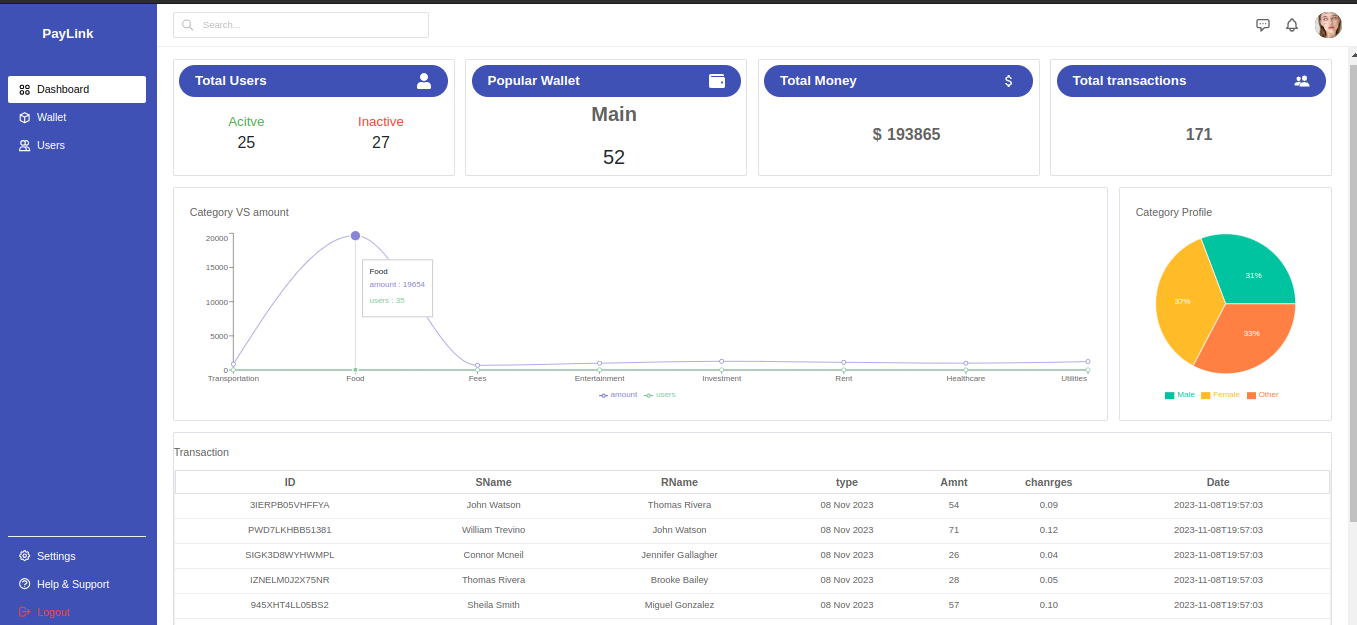 PayLink
Search...
Dashboard
Wallet
Users
Settings
Help & Support
Logout
Total Users
Acitve Inactive
25 27
Popular Wallet
Main
52
Total Money
$ 193865
Total transactions
171
Category VS amount
20000
15000
10000
5000
0
Food
amount : 19654
users : 35
Transportation Food Fees Entertainment Investment Rent Healthcare Utilities
amount users
Category Profile
31%
37%
33%
Male Female Other
Transaction
ID SName RName type Amnt chanrges Date
3IERPB05VHFFYA John Watson Thomas Rivera 08 Nov 2023 54 0.09 2023-11-08T19:57:03
PWD7LKHBB51381 William Trevino John Watson 08 Nov 2023 71 0.12 2023-11-08T19:57:03
SIGK3D8WYHWMPL Connor Mcneil Jennifer Gallagher 08 Nov 2023 26 0.04 2023-11-08T19:57:03
IZNELM0J2X75NR Thomas Rivera Brooke Bailey 08 Nov 2023 28 0.05 2023-11-08T19:57:03
945XHT4LL05BS2 Sheila Smith Miguel Gonzalez 08 Nov 2023 57 0.10 2023-11-08T19:57:03